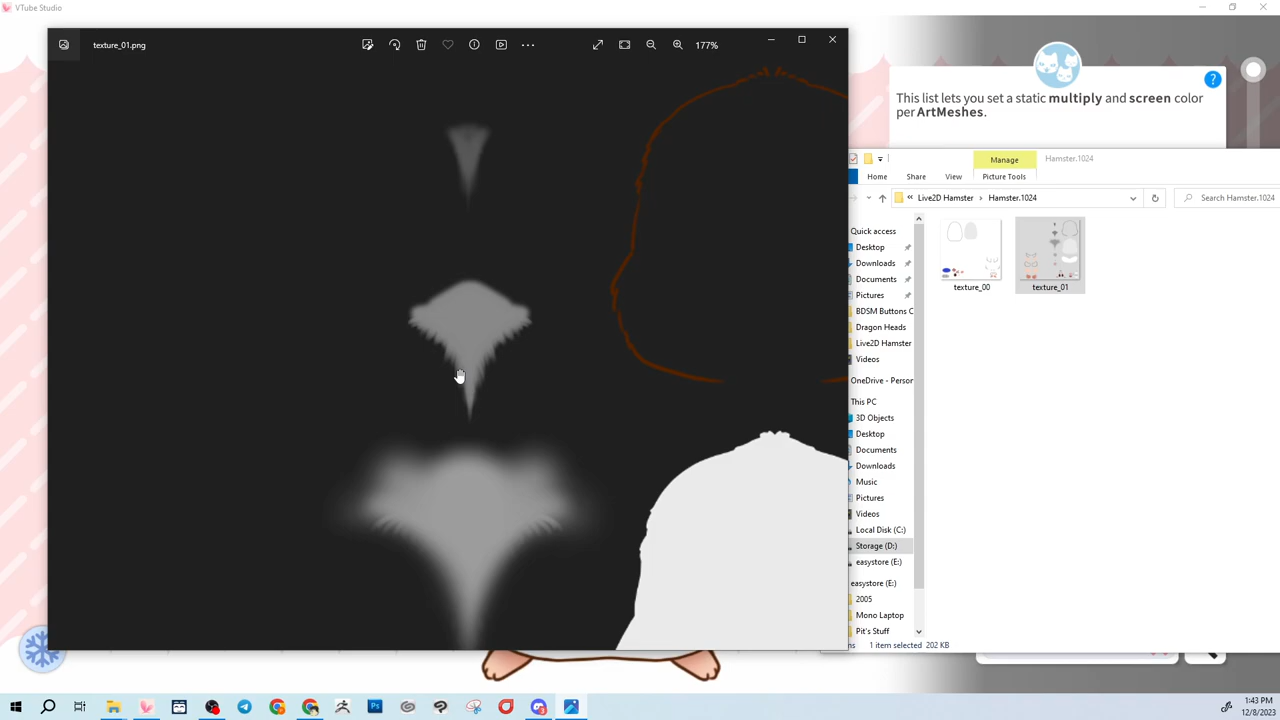 VTube Studio
texture_01.png
177%
This list lets you set a static multiply and screen color
per ArtMeshes.
Manage
Hamster.1024
Home
Share
View
Picture Tools
« Live2D Hamster › Hamster.1024
Search Hamster.1024
Quick access
Desktop
Downloads
Documents
Pictures
BDSM Buttons C
Dragon Heads
Live2D Hamster
Videos
OneDrive - Person
This PC
3D Objects
Desktop
Documents
Downloads
Music
Pictures
Videos
Local Disk (C:)
Storage (D:)
easystore (E:)
easystore (E:)
2005
Mono Laptop
Pit's Stuff
texture_00
texture_01
1 item selected 202 KB
1:43 PM
12/8/2023